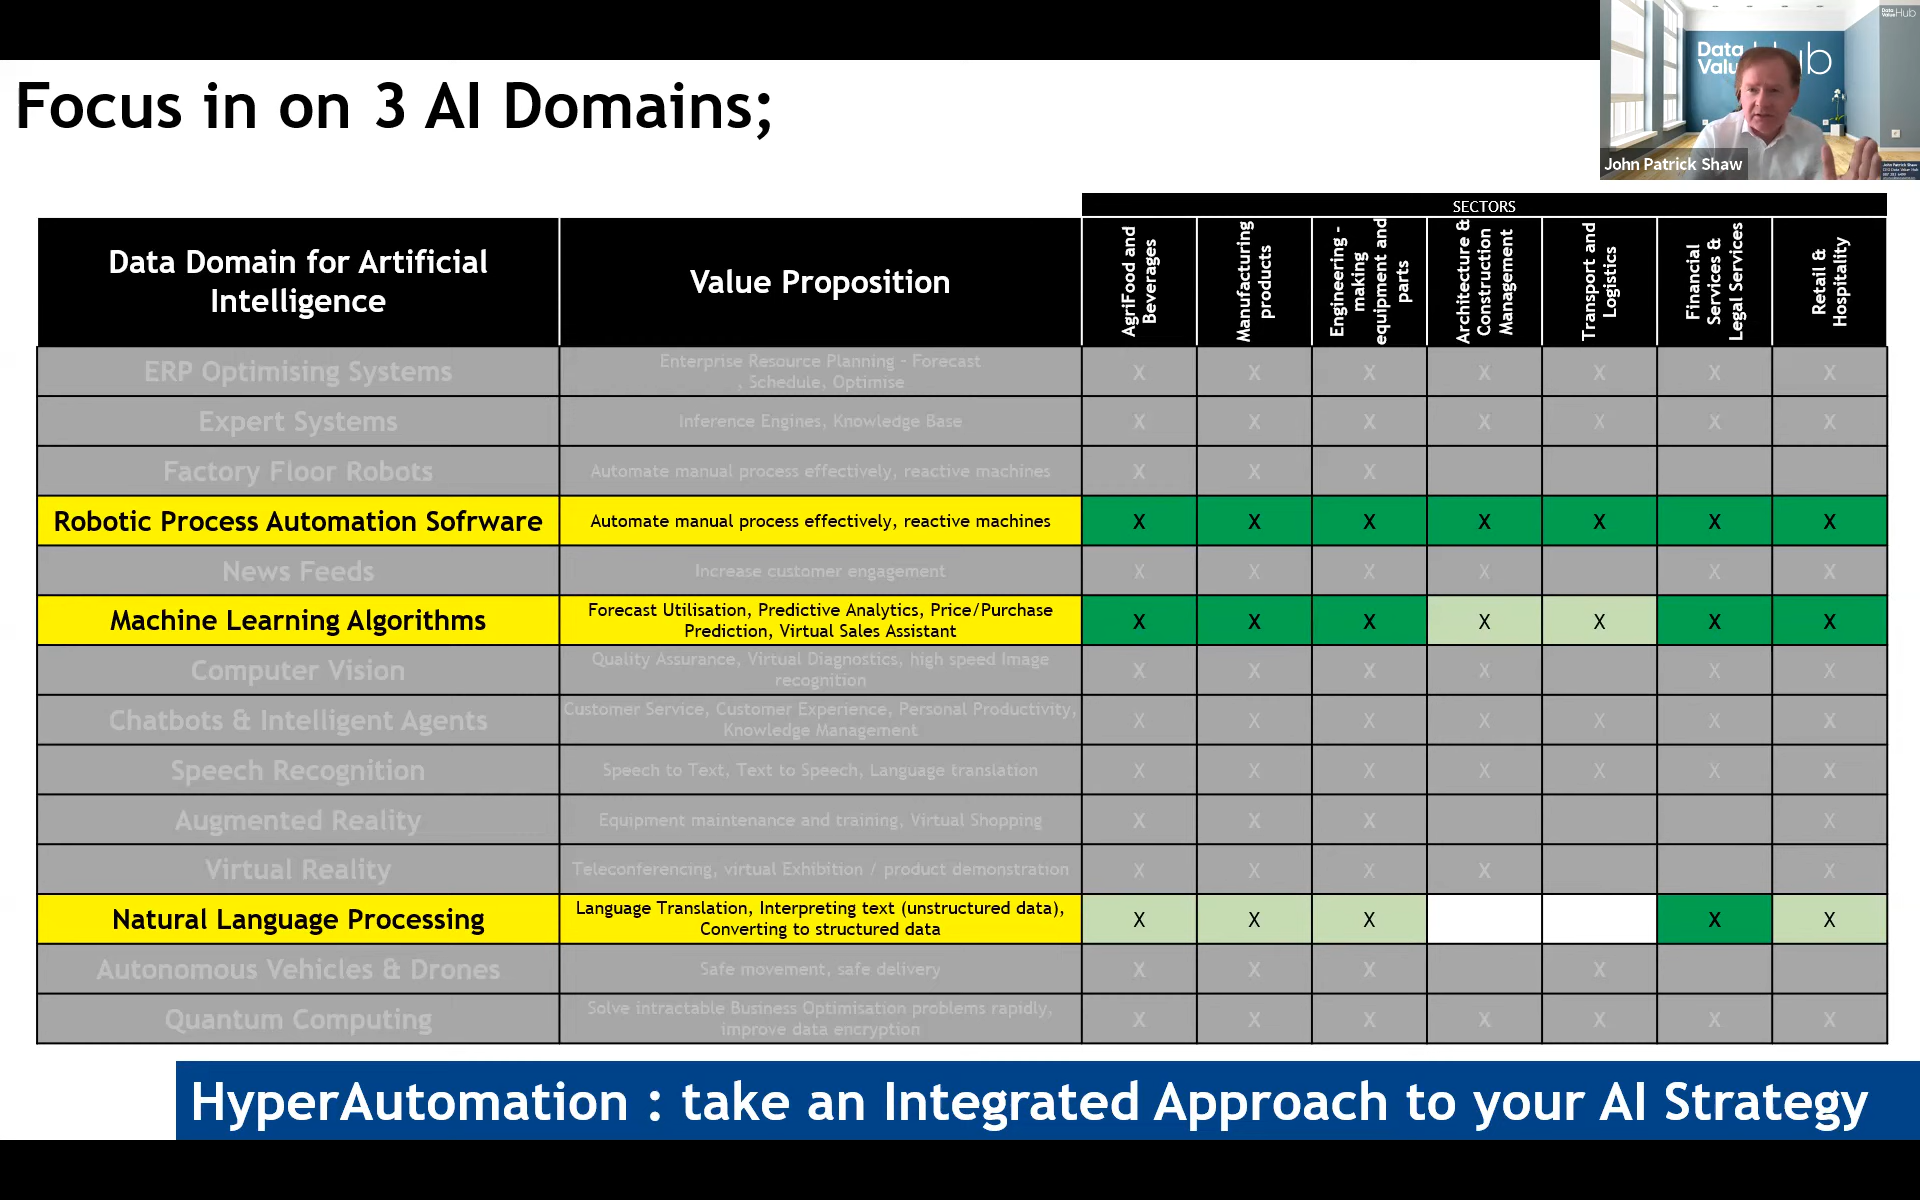 Focus in on 3 AI Domains;
Data
Hub
Value
John Patrick Shaw
SECTORS
Data Domain for Artificial
Intelligence
Value Proposition
AgriFood and
Beverages
Manufacturing
products
Engineering -
making
equipment and
parts
Architecture &
Construction
Management
Transport and
Logistics
Financial
Services &
Legal Services
Retail &
Hospitality
ERP Optimising Systems
Enterprise Resource Planning - Forecast
, Schedule, Optimise
X X X X X X X
Expert Systems
Inference Engines, Knowledge Base
X X X X X X X
Factory Floor Robots
Automate manual process effectively, reactive machines
X X X
Robotic Process Automation Sofrware
Automate manual process effectively, reactive machines
X X X X X X X
News Feeds
Increase customer engagement
X X X X X X
Machine Learning Algorithms
Forecast Utilisation, Predictive Analytics, Price/Purchase
Prediction, Virtual Sales Assistant
X X X X X X X
Computer Vision
Quality Assurance, Virtual Diagnostics, high speed Image
recognition
X X X X X X
Chatbots & Intelligent Agents
Customer Service, Customer Experience, Personal Productivity,
Knowledge Management
X X X X X X X
Speech Recognition
Speech to Text, Text to Speech, Language translation
X X X X X X X
Augmented Reality
Equipment maintenance and training, Virtual Shopping
X X X X
Virtual Reality
Teleconferencing, virtual Exhibition / product demonstration
X X X X X
Natural Language Processing
Language Translation, Interpreting text (unstructured data),
Converting to structured data
X X X X X
Autonomous Vehicles & Drones
Safe movement, safe delivery
X X X X
Quantum Computing
Solve intractable Business Optimisation problems rapidly,
improve data encryption
X X X X X X X
HyperAutomation : take an Integrated Approach to your AI Strategy